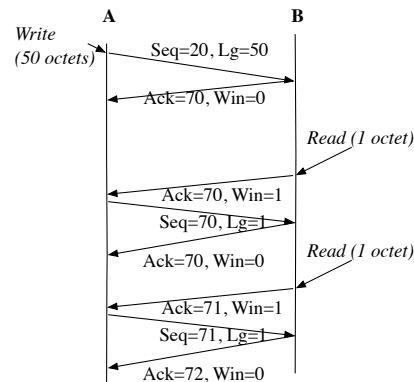 A
B
Write
(50 octets)
Seq=20, Lg=50
Ack=70, Win=0
Read (1 octet)
Ack=70, Win=1
Seq=70, Lg=1
Read (1 octet)
Ack=70, Win=0
Ack=71, Win=1
Seq=71, Lg=1
Ack=72, Win=0